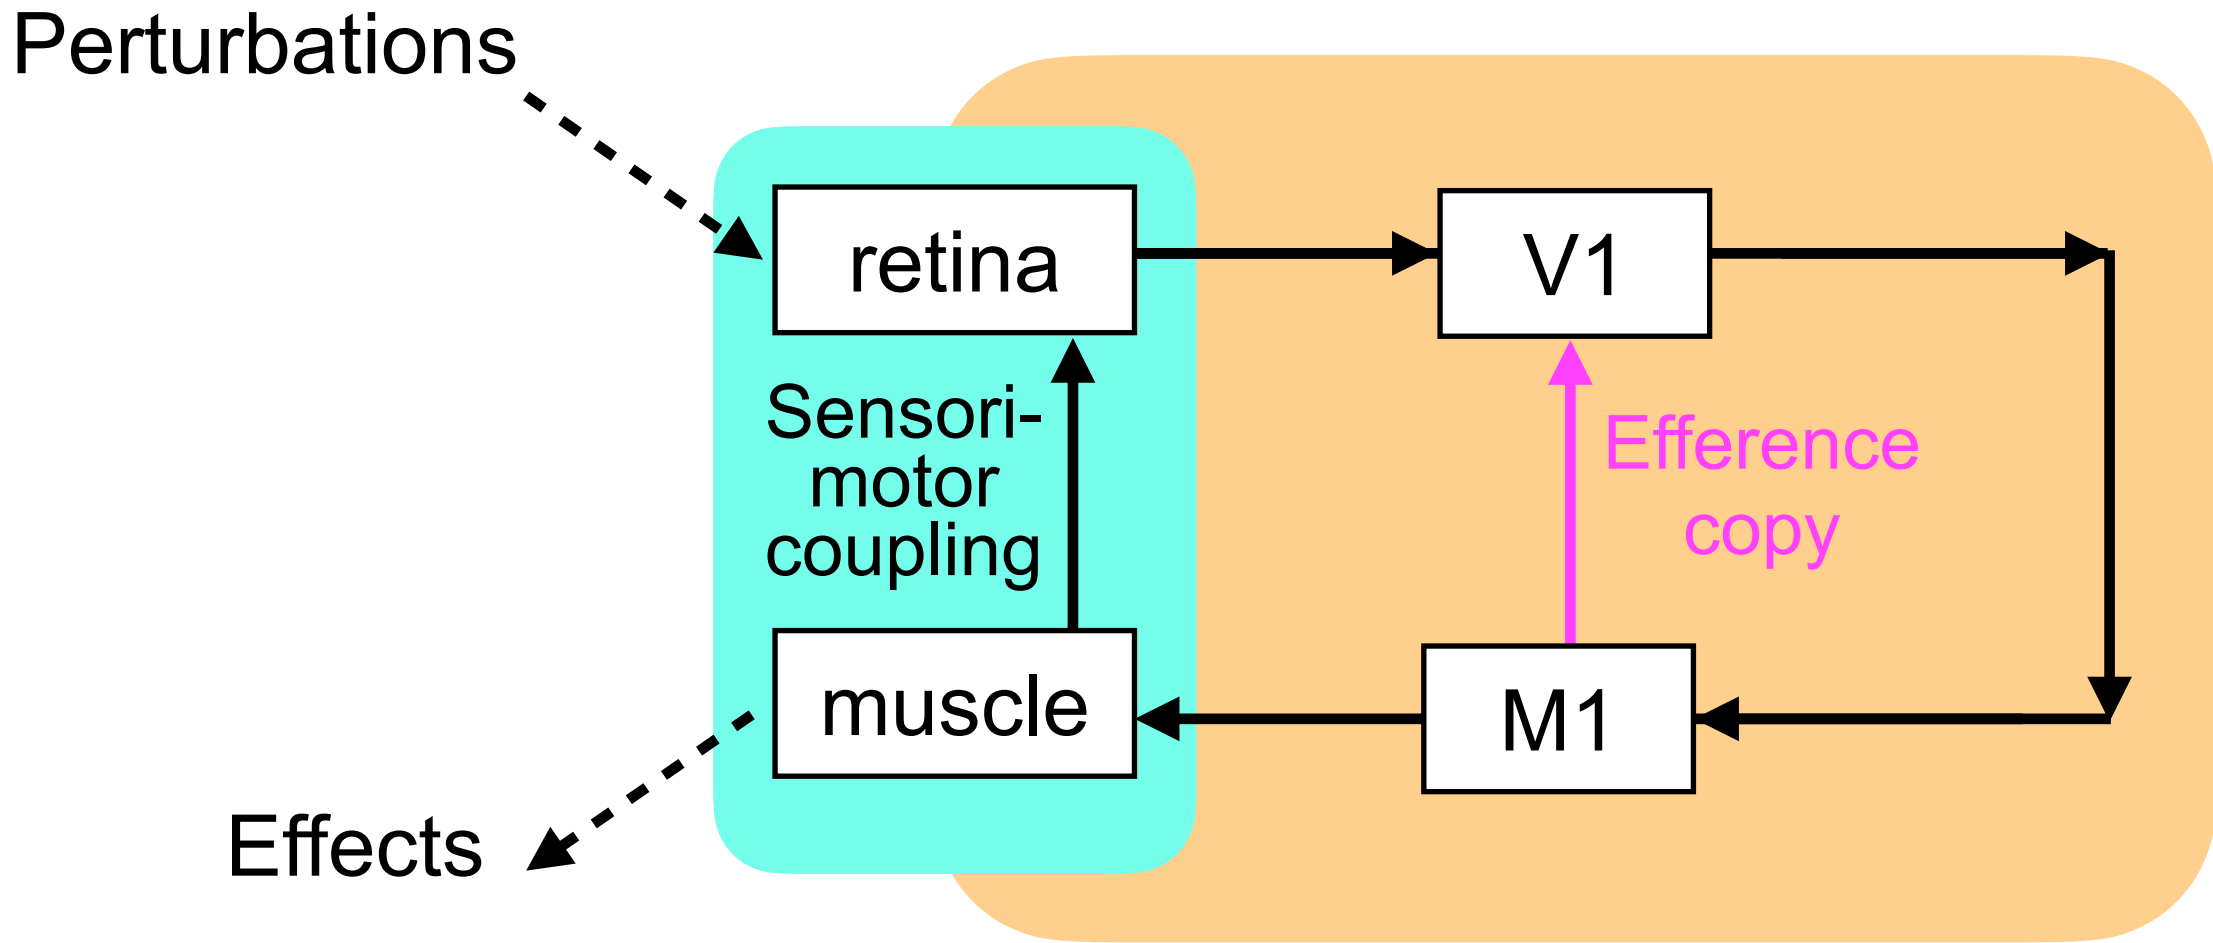 Perturbations
retina
V1
Sensori-
motor
coupling
Efference
copy
muscle
M1
Effects